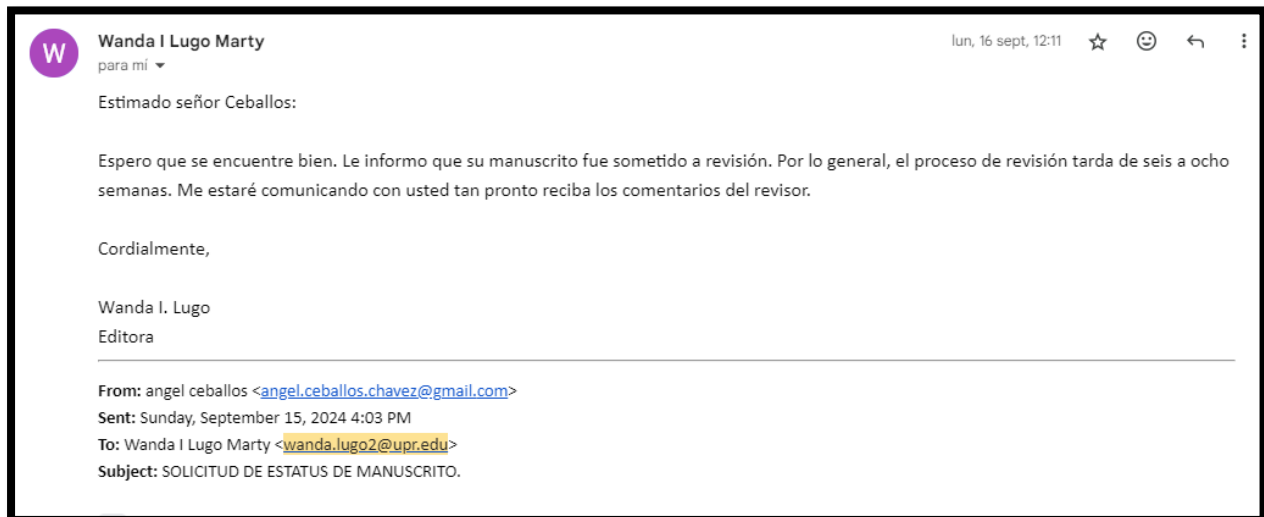 W
Wanda I Lugo Marty
lun, 16 sept, 12:11
para mí
Estimado señor Ceballos:
Espero que se encuentre bien. Le informo que su manuscrito fue sometido a revisión. Por lo general, el proceso de revisión tarda de seis a ocho
semanas. Me estaré comunicando con usted tan pronto reciba los comentarios del revisor.
Cordialmente,
Wanda I. Lugo
Editora
From: angel ceballos <angel.ceballos.chavez@gmail.com>
Sent: Sunday, September 15, 2024 4:03 PM
To: Wanda I Lugo Marty <wanda.lugo2@upr.edu>
Subject: SOLICITUD DE ESTATUS DE MANUSCRITO.